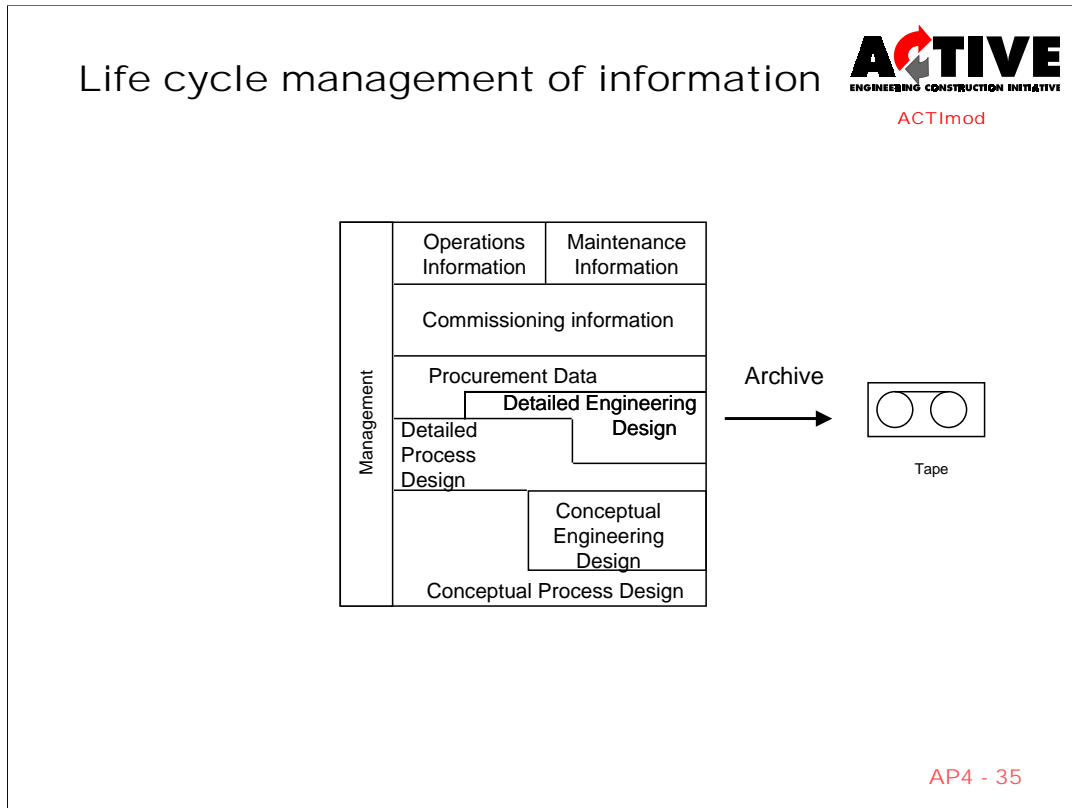 Life cycle management of information
ACTIVE
ENGINEERING CONSTRUCTION INITIATIVE
ACTImod
Management
Operations
Information
Maintenance
Information
Commissioning information
Procurement Data
Detailed Engineering
Design
Detailed
Process
Design
Conceptual
Engineering
Design
Conceptual Process Design
Archive
Tape
AP4 - 35